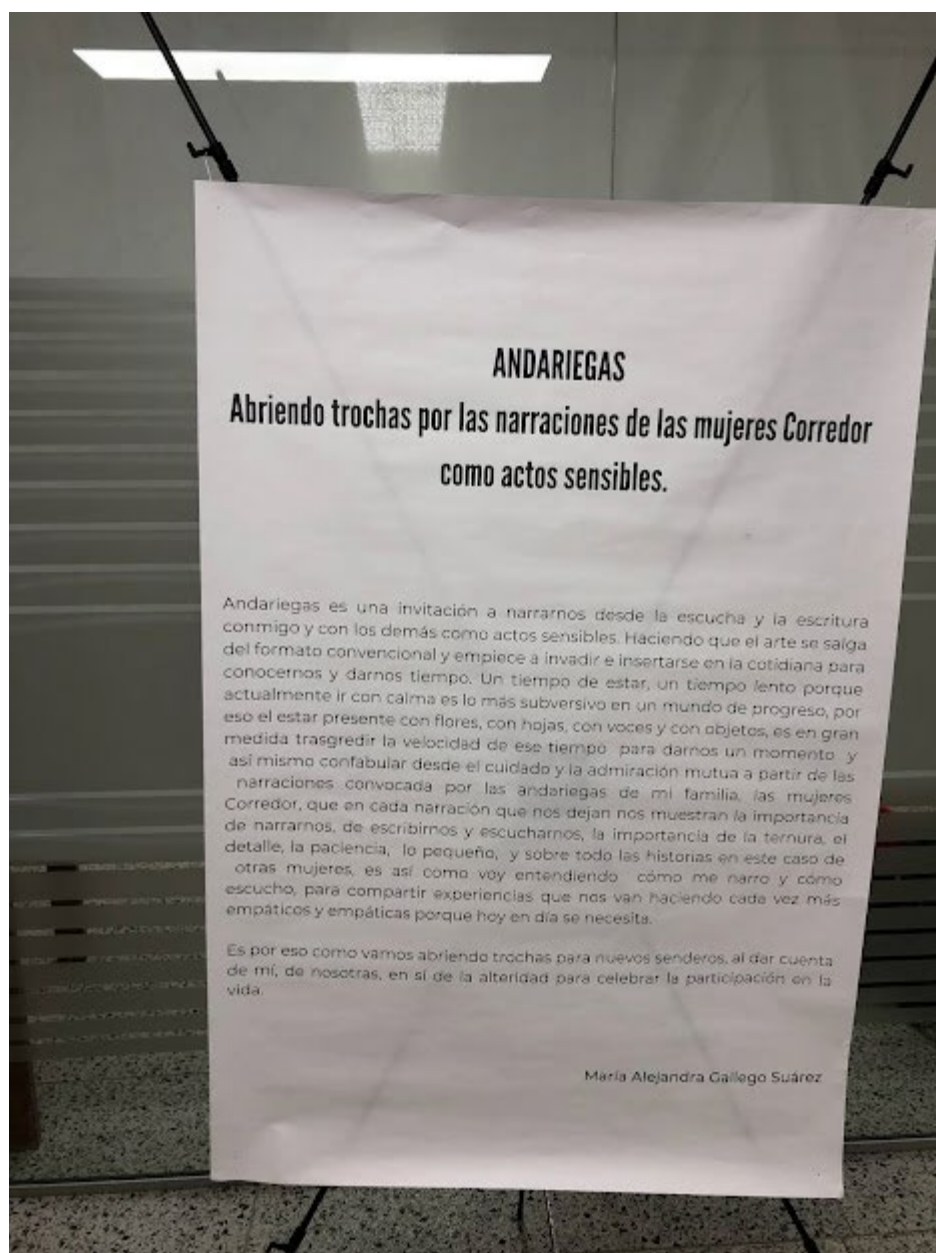 ANDARIEGAS
Abriendo trochas por las narraciones de las mujeres Corredor
como actos sensibles.
Andariegas es una invitación a narrarnos desde la escucha y la escritura
conmigo y con los demás como actos sensibles. Haciendo que el arte se salga
del formato convencional y empiece a invadir e insertarse en la cotidiana para
conocernos y darnos tiempo. Un tiempo de estar, un tiempo lento porque
actualmente ir con calma es lo más subversivo en un mundo de progreso, por
eso el estar presente con flores, con hojas, con voces y con objetos, es en gran
medida trasgredir la velocidad de ese tiempo para darnos un momento y
así mismo confabular desde el cuidado y la admiración mutua a partir de las
narraciones convocada por las andariegas de mi familia, las mujeres
Corredor, que en cada narración que nos dejan nos muestran la importancia
de narrarnos, de escribirnos y escucharnos, la importancia de la ternura, el
detalle, la paciencia, lo pequeño, y sobre todo las historias en este caso de
otras mujeres, es así como voy entendiendo cómo me narro y cómo
escucho, para compartir experiencias que nos van haciendo cada vez más
empáticos y empáticas porque hoy en día se necesita.
Es por eso como vamos abriendo trochas para nuevos senderos, al dar cuenta
de mí, de nosotras, en sí de la alteridad para celebrar la participación en la
vida.
María Alejandra Gallego Suárez